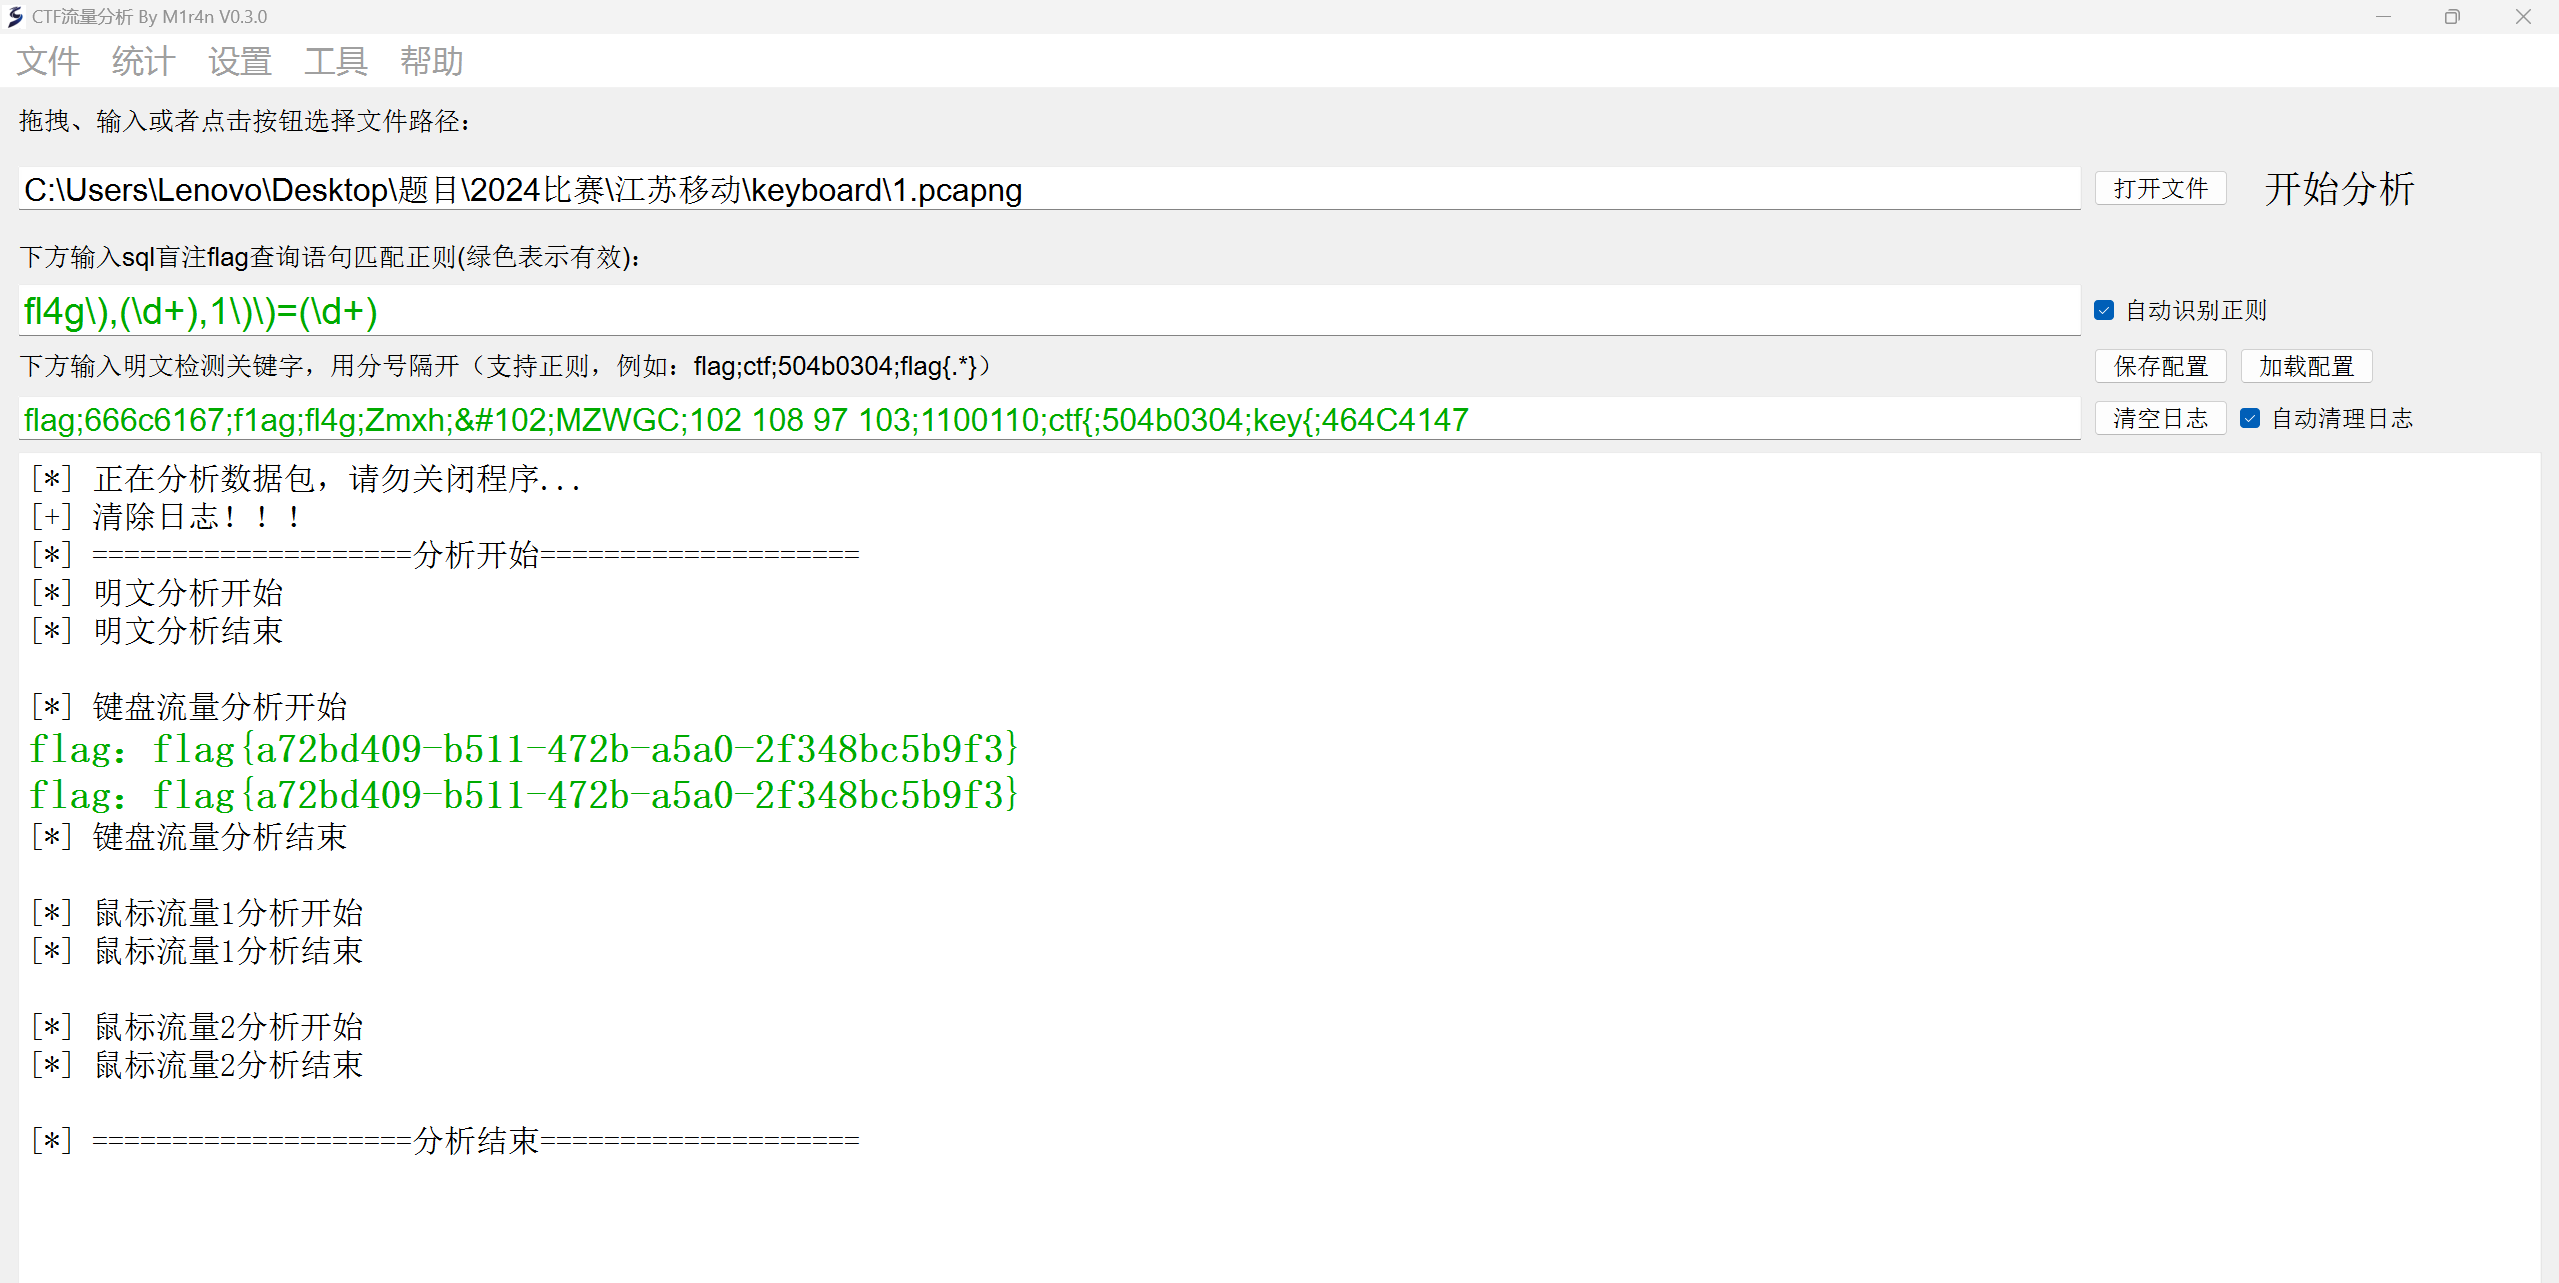 CTF流量分析 By M1r4n V0.3.0
文件 统计 设置 工具 帮助
拖拽、输入或者点击按钮选择文件路径：
C:\Users\Lenovo\Desktop\题目\2024比赛\江苏移动\keyboard\1.pcapng 打开文件 开始分析
下方输入sql盲注flag查询语句匹配正则(绿色表示有效)：
fl4g\),(\d+),1\)\)=(\d+) 自动识别正则
下方输入明文检测关键字，用分号隔开（支持正则，例如：flag;ctf;504b0304;flag{.*}） 保存配置 加载配置
flag;666c6167;f1ag;fl4g;Zmxh;&#102;MZWGC;102 108 97 103;1100110;ctf{;504b0304;key{;464C4147 清空日志 自动清理日志
[*] 正在分析数据包，请勿关闭程序...
[+] 清除日志！！！
[*] ====================分析开始====================
[*] 明文分析开始
[*] 明文分析结束
[*] 键盘流量分析开始
flag：flag{a72bd409-b511-472b-a5a0-2f348bc5b9f3}
flag：flag{a72bd409-b511-472b-a5a0-2f348bc5b9f3}
[*] 键盘流量分析结束
[*] 鼠标流量1分析开始
[*] 鼠标流量1分析结束
[*] 鼠标流量2分析开始
[*] 鼠标流量2分析结束
[*] ====================分析结束====================